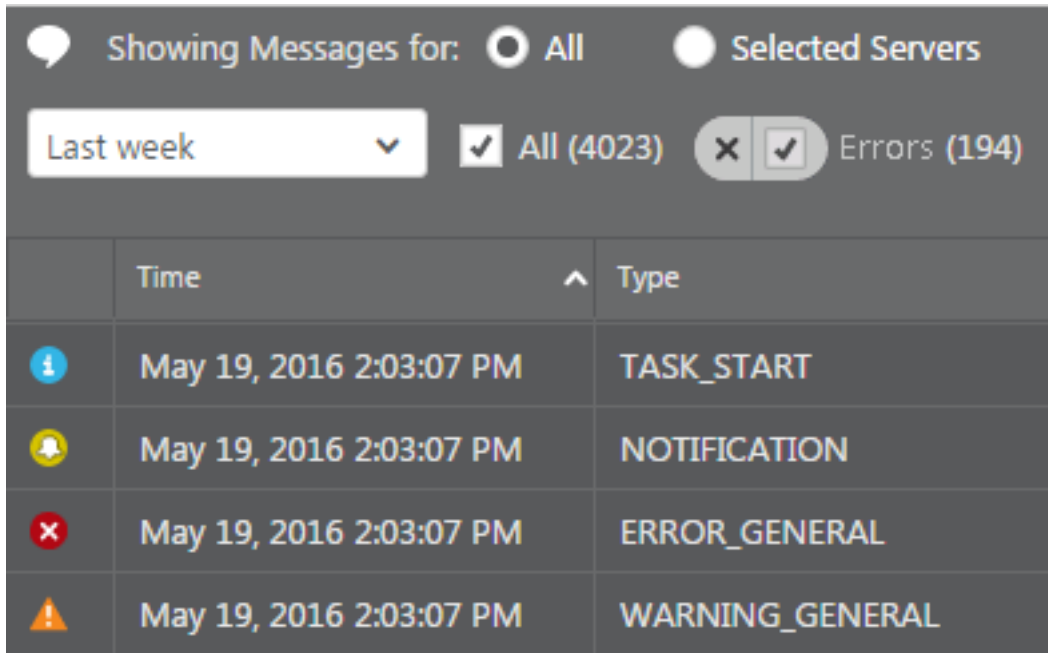 Showing Messages for: All Selected Servers
Last week All (4023) Errors (194)
Time Type
May 19, 2016 2:03:07 PM TASK_START
May 19, 2016 2:03:07 PM NOTIFICATION
May 19, 2016 2:03:07 PM ERROR_GENERAL
May 19, 2016 2:03:07 PM WARNING_GENERAL